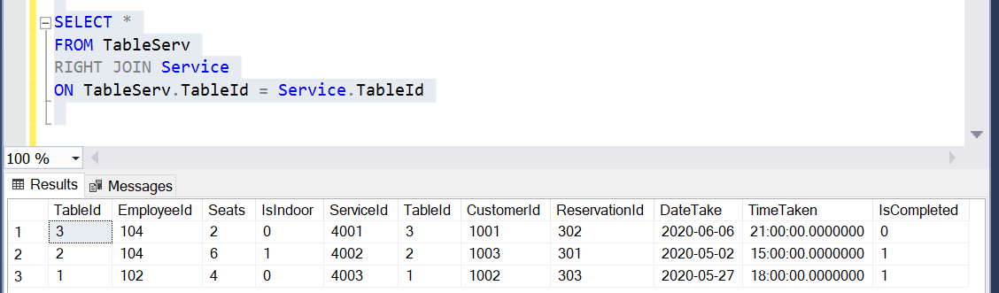 SELECT *
FROM TableServ
RIGHT JOIN Service
ON TableServ.TableId = Service.TableId
100 %
Results Messages
TableId EmployeeId Seats IsIndoor ServiceId TableId CustomerId ReservationId DateTake TimeTaken IsCompleted
1 3 104 2 0 4001 3 1001 302 2020-06-06 21:00:00.0000000 0
2 2 104 6 1 4002 2 1003 301 2020-05-02 15:00:00.0000000 1
3 1 102 4 0 4003 1 1002 303 2020-05-27 18:00:00.0000000 1